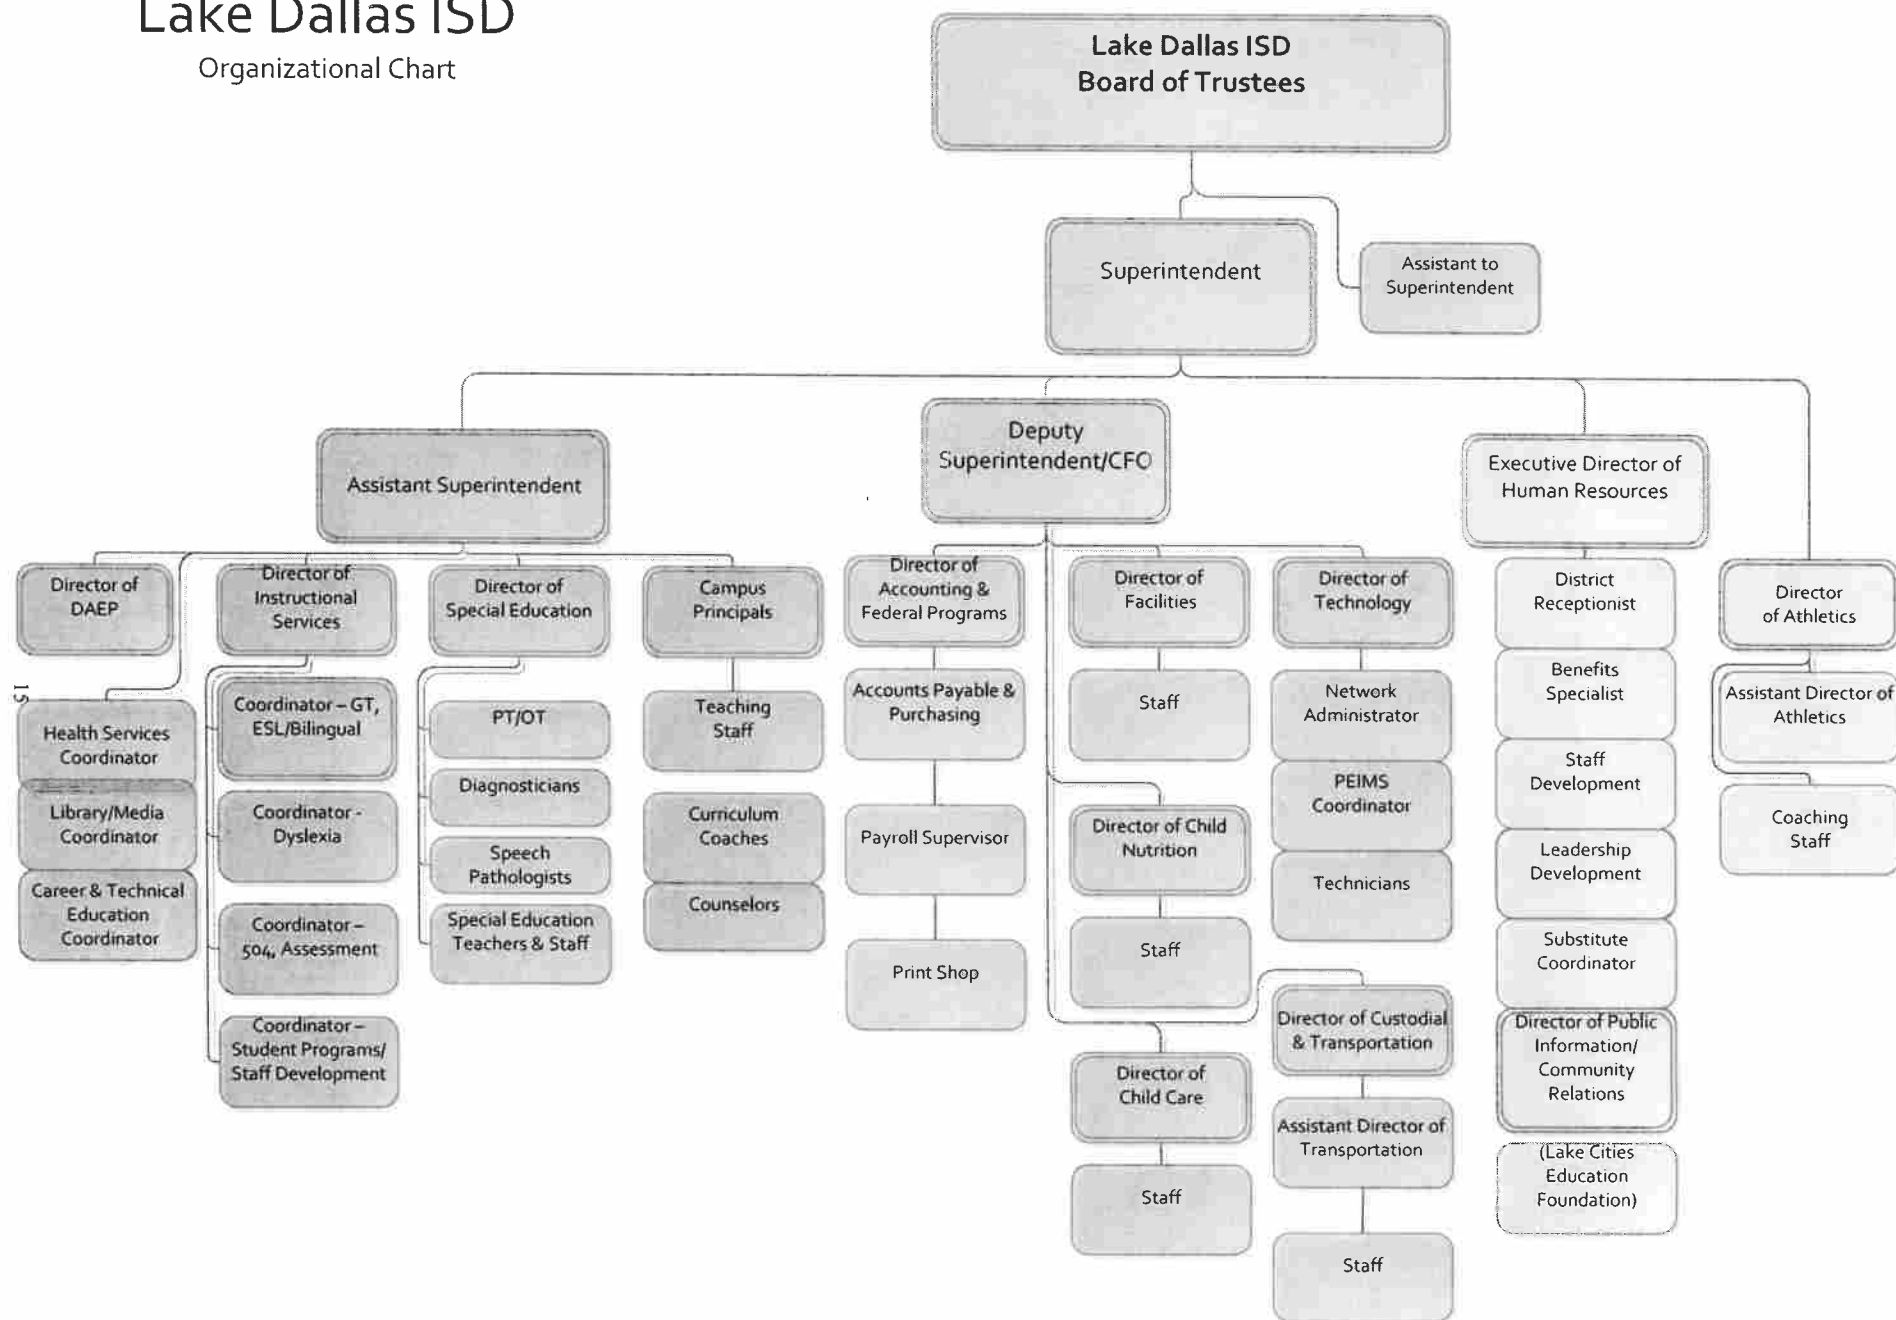 Lake Dallas ISD
Organizational Chart
Lake Dallas ISD
Board of Trustees
Superintendent
Assistant to
Superintendent
Assistant Superintendent
Deputy
Superintendent/CFO
Executive Director of
Human Resources
Director of
DAEP
Director of
Instructional
Services
Director of
Special Education
Campus
Principals
Director of
Accounting &
Federal Programs
Director of
Facilities
Director of
Technology
District
Receptionist
Director
of Athletics
Health Services
Coordinator
Library/Media
Coordinator
Career & Technical
Education
Coordinator
Coordinator – GT,
ESL/Bilingual
Coordinator -
Dyslexia
Coordinator –
504, Assessment
Coordinator –
Student Programs/
Staff Development
PT/OT
Diagnosticians
Speech
Pathologists
Special Education
Teachers & Staff
Teaching
Staff
Curriculum
Coaches
Counselors
Accounts Payable &
Purchasing
Payroll Supervisor
Print Shop
Staff
Director of Child
Nutrition
Staff
Director of
Child Care
Staff
Network
Administrator
PEIMS
Coordinator
Technicians
Director of Custodial
& Transportation
Assistant Director of
Transportation
Staff
Benefits
Specialist
Staff
Development
Leadership
Development
Substitute
Coordinator
Director of Public
Information/
Community
Relations
(Lake Cities
Education
Foundation)
Assistant Director of
Athletics
Coaching
Staff
15